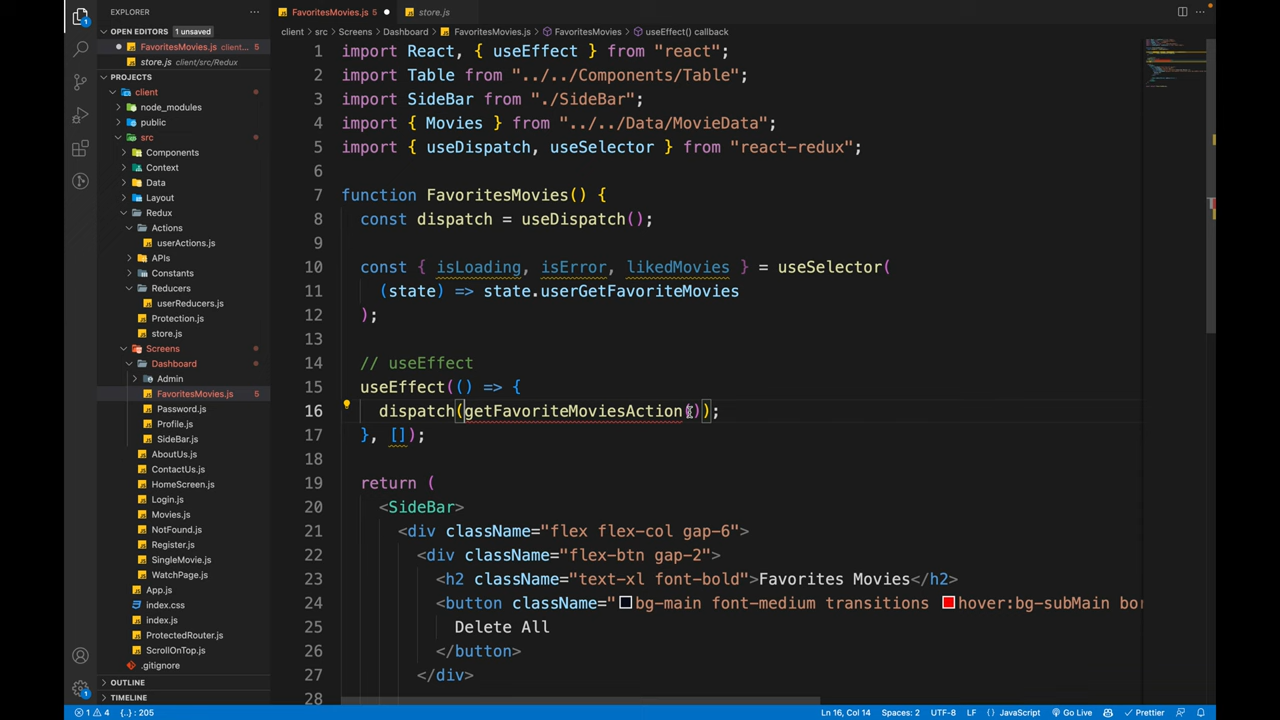 EXPLORER
OPEN EDITORS 1 unsaved
FavoritesMovies.js client... 5
store.js client/src/Redux
PROJECTS
client
node_modules
public
src
Components
Context
Data
Layout
Redux
Actions
userActions.js
APIs
Constants
Reducers
userReducers.js
Protection.js
store.js
Screens
Dashboard
Admin
FavoritesMovies.js 5
Password.js
Profile.js
SideBar.js
AboutUs.js
ContactUs.js
HomeScreen.js
Login.js
Movies.js
NotFound.js
Register.js
SingleMovie.js
WatchPage.js
App.js
index.css
index.js
ProtectedRouter.js
ScrollOnTop.js
.gitignore
OUTLINE
TIMELINE
FavoritesMovies.js 5
store.js
client > src > Screens > Dashboard > FavoritesMovies.js > FavoritesMovies > useEffect() callback
1 import React, { useEffect } from "react";
2 import Table from "../../Components/Table";
3 import SideBar from "./SideBar";
4 import { Movies } from "../../Data/MovieData";
5 import { useDispatch, useSelector } from "react-redux";
6
7 function FavoritesMovies() {
8 const dispatch = useDispatch();
9
10 const { isLoading, isError, likedMovies } = useSelector(
11 (state) => state.userGetFavoriteMovies
12 );
13
14 // useEffect
15 useEffect(() => {
16 dispatch(getFavoriteMoviesAction());
17 }, []);
18
19 return (
20 <SideBar>
21 <div className="flex flex-col gap-6">
22 <div className="flex-btn gap-2">
23 <h2 className="text-xl font-bold">Favorites Movies</h2>
24 <button className="bg-main font-medium transitions hover:bg-subMain bor
25 Delete All
26 </button>
27 </div>
28
1 4 {..} : 205
Ln 16, Col 14 Spaces: 2 UTF-8 LF {} JavaScript Go Live Prettier